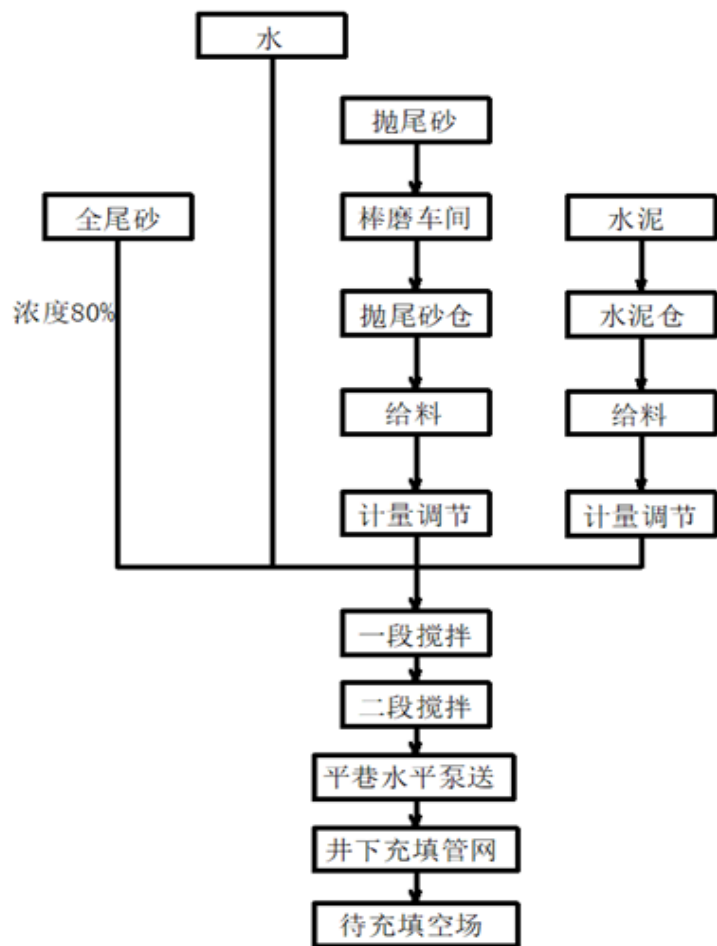 水
抛尾砂
全尾砂
棒磨车间
水泥
浓度80%
抛尾砂仓
水泥仓
给料
给料
计量调节
计量调节
一段搅拌
二段搅拌
平巷水平泵送
井下充填管网
待充填空场